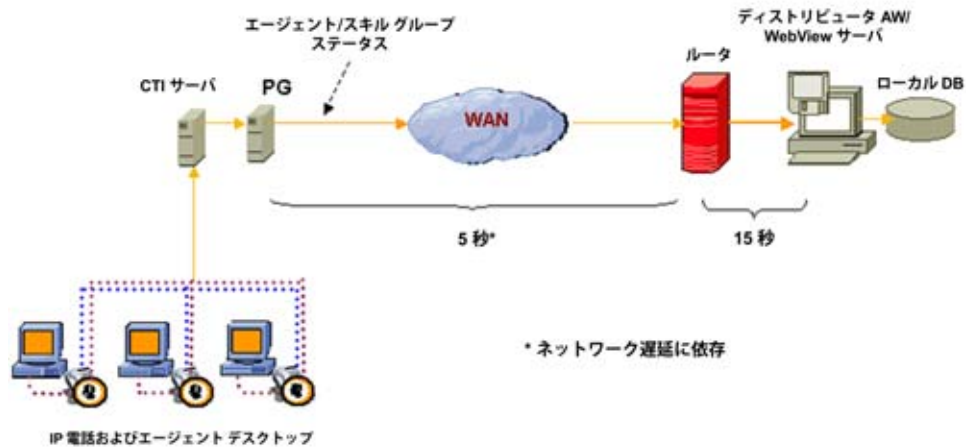 エージェント/スキル グループ
ステータス
ディストリビュータ AW/
WebView サーバ
ルータ
CTI サーバ
PG
ローカル DB
WAN
5 秒*
15 秒
* ネットワーク遅延に依存
IP 電話およびエージェント デスクトップ